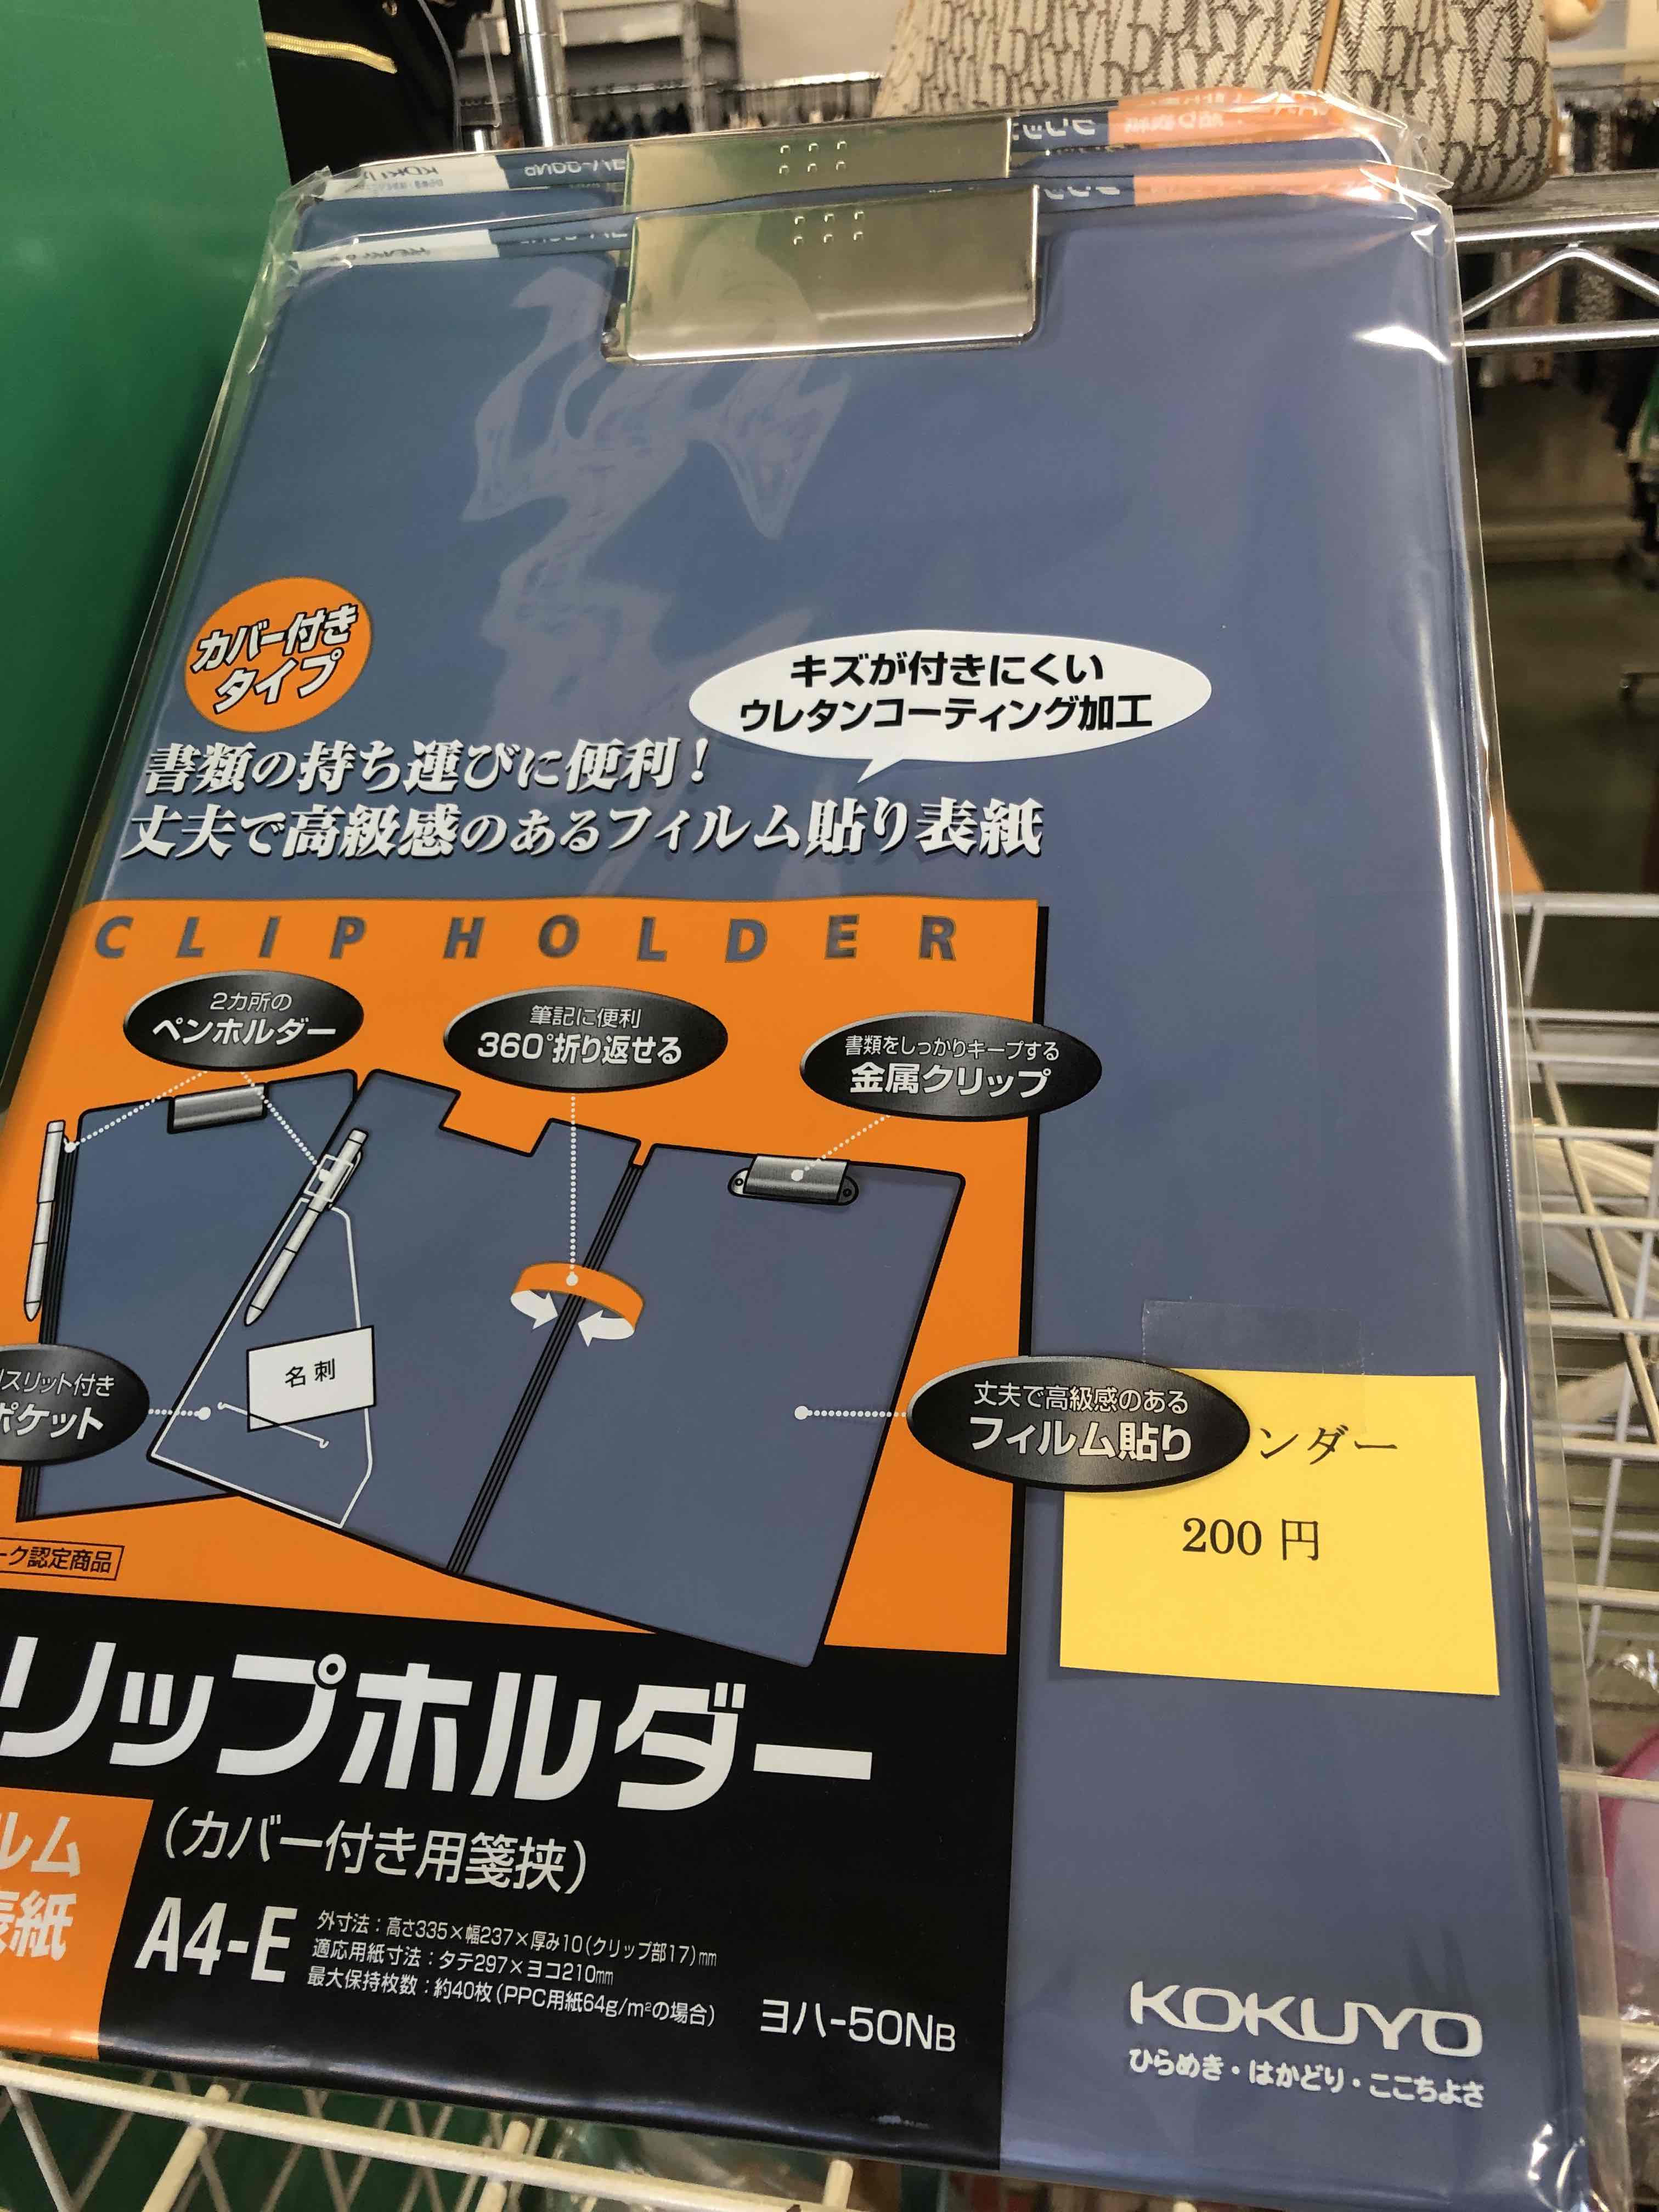 カバー付き
タイプ
キズが付きにくい
ウレタンコーティング加工
書類の持ち運びに便利!
丈夫で高級感のあるフィルム貼り表紙
CLIP HOLDER
2カ所の
ペンホルダー
筆記に便利
360°折り返せる
書類をしっかりキープする
金属クリップ
名刺
スリット付き
ポケット
丈夫で高級感のある
フィルム貼り
ンダー
200円
ーク認定商品
リップホルダー
(カバー付き用箋挟)
ルム
表紙
A4-E
外寸法:高さ335×幅237×厚み10(クリップ部17)mm
適応用紙寸法:タテ297×ヨコ210mm
最大保持枚数:約40枚(PPC用紙64g/m²の場合)
ヨハ-50NB
KOKUYO
ひらめき・はかどり・ここちよさ